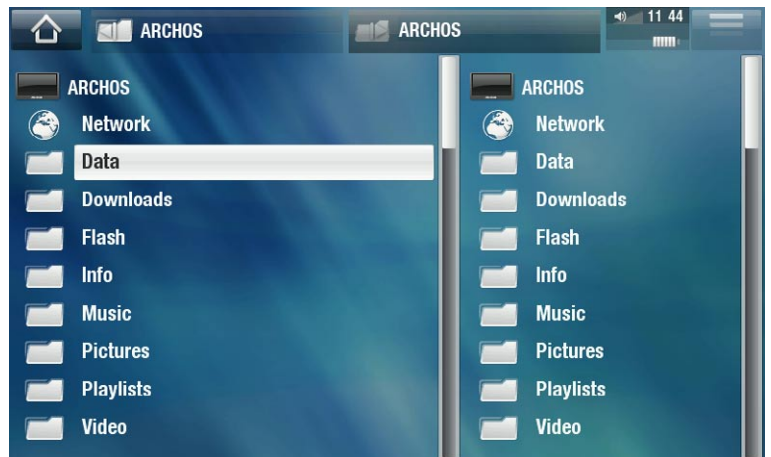 ARCHOS
ARCHOS
11 44
ARCHOS
Network
Data
Downloads
Flash
Info
Music
Pictures
Playlists
Video
ARCHOS
Network
Data
Downloads
Flash
Info
Music
Pictures
Playlists
Video